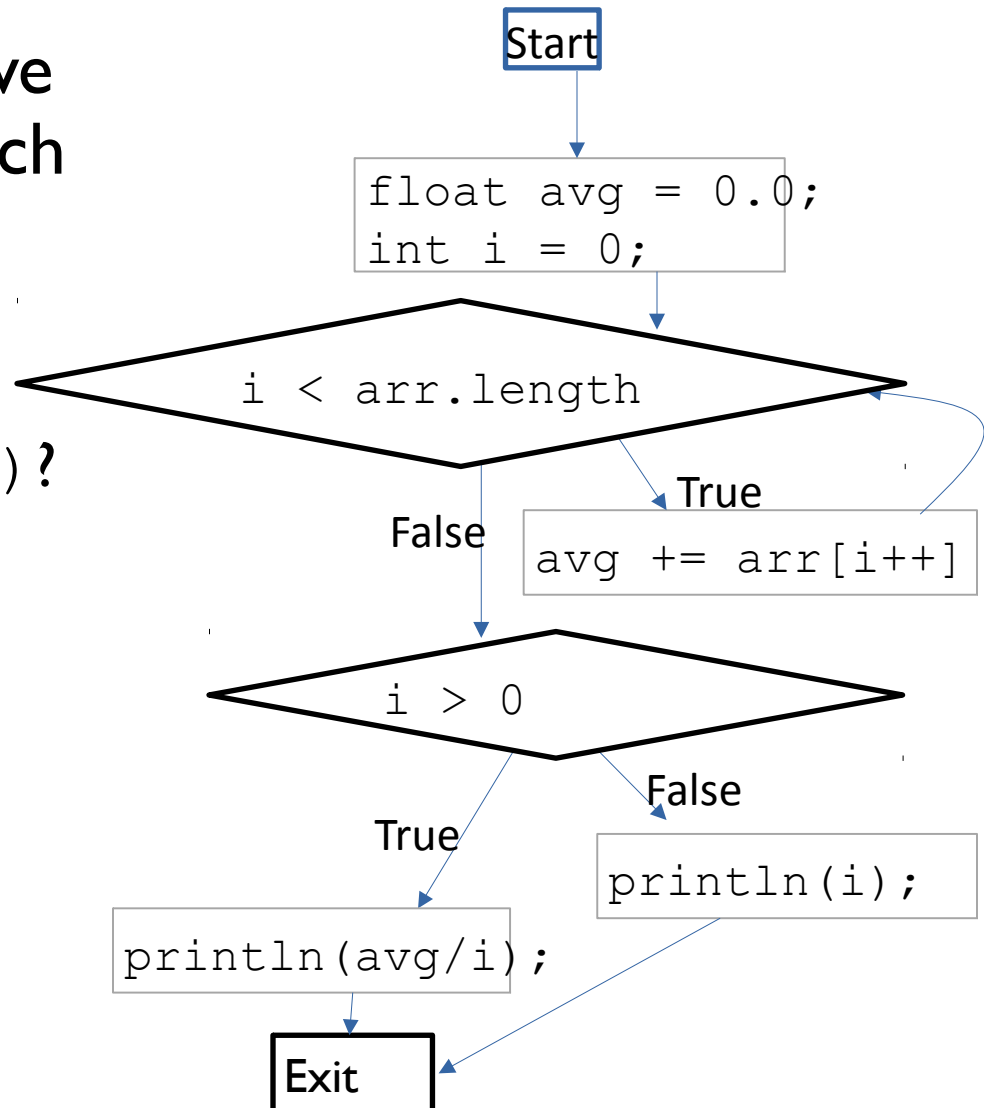 Start
ve
ch
float avg = 0.0;
int i = 0;
i < arr.length
)?
True
False
avg += arr[i++]
i > 0
False
True
println(i);
println(avg/i);
Exit